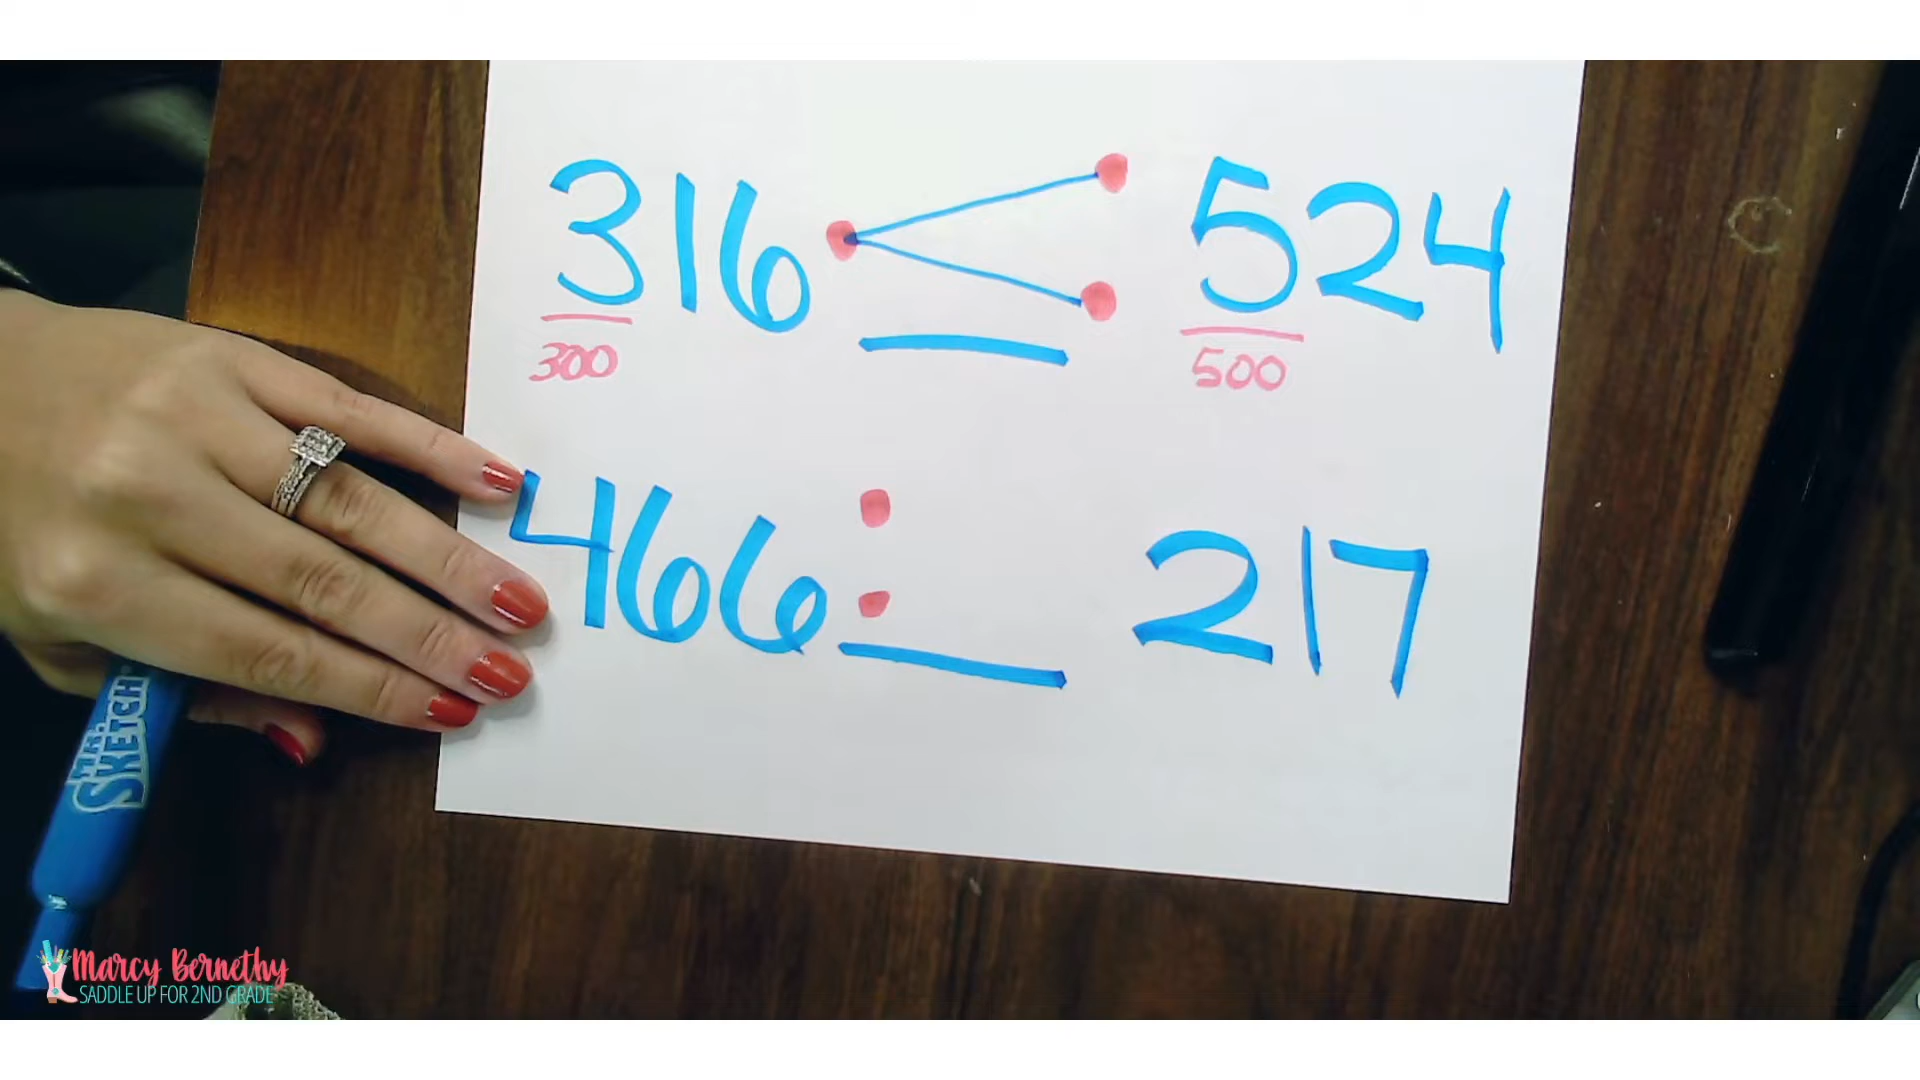 316 < 524
300 500
466 217
MR. SKETCH
Marcy Bernethy
SADDLE UP FOR 2ND GRADE